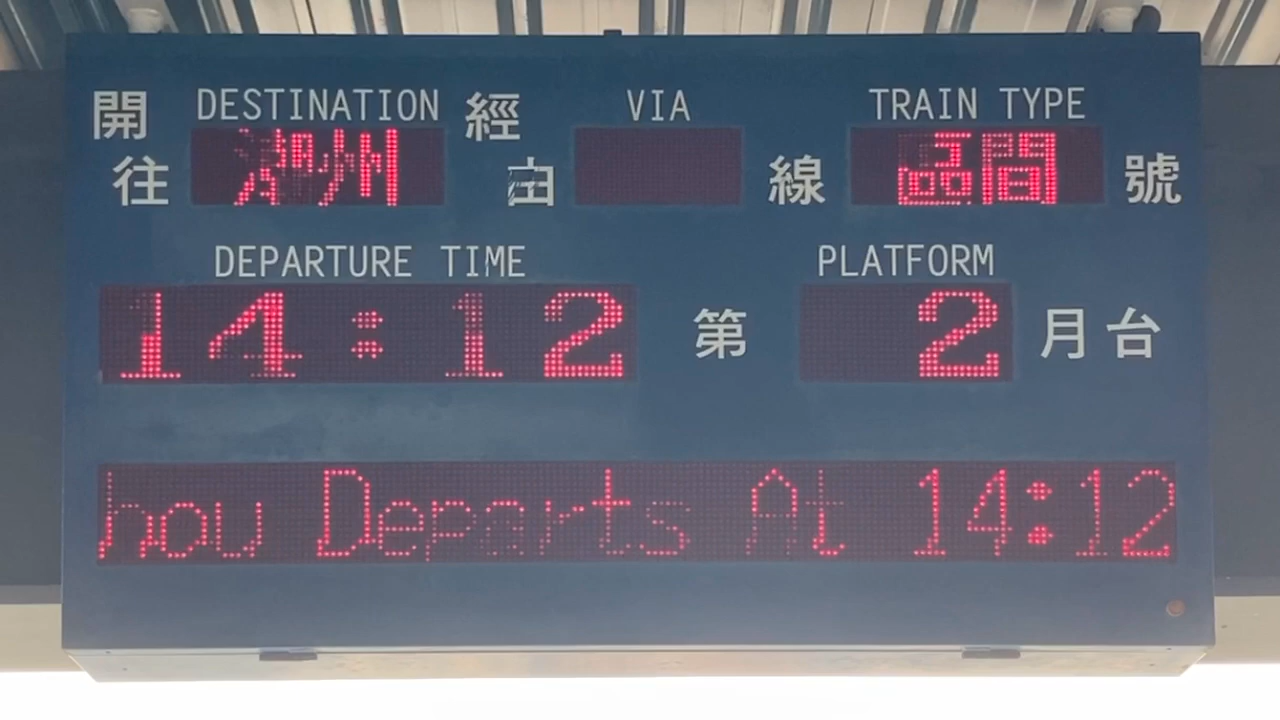 開往 DESTINATION 潮州 經由 VIA 線 TRAIN TYPE 區間 號
DEPARTURE TIME 14:12 第 PLATFORM 2 月台
hou Departs At 14:12